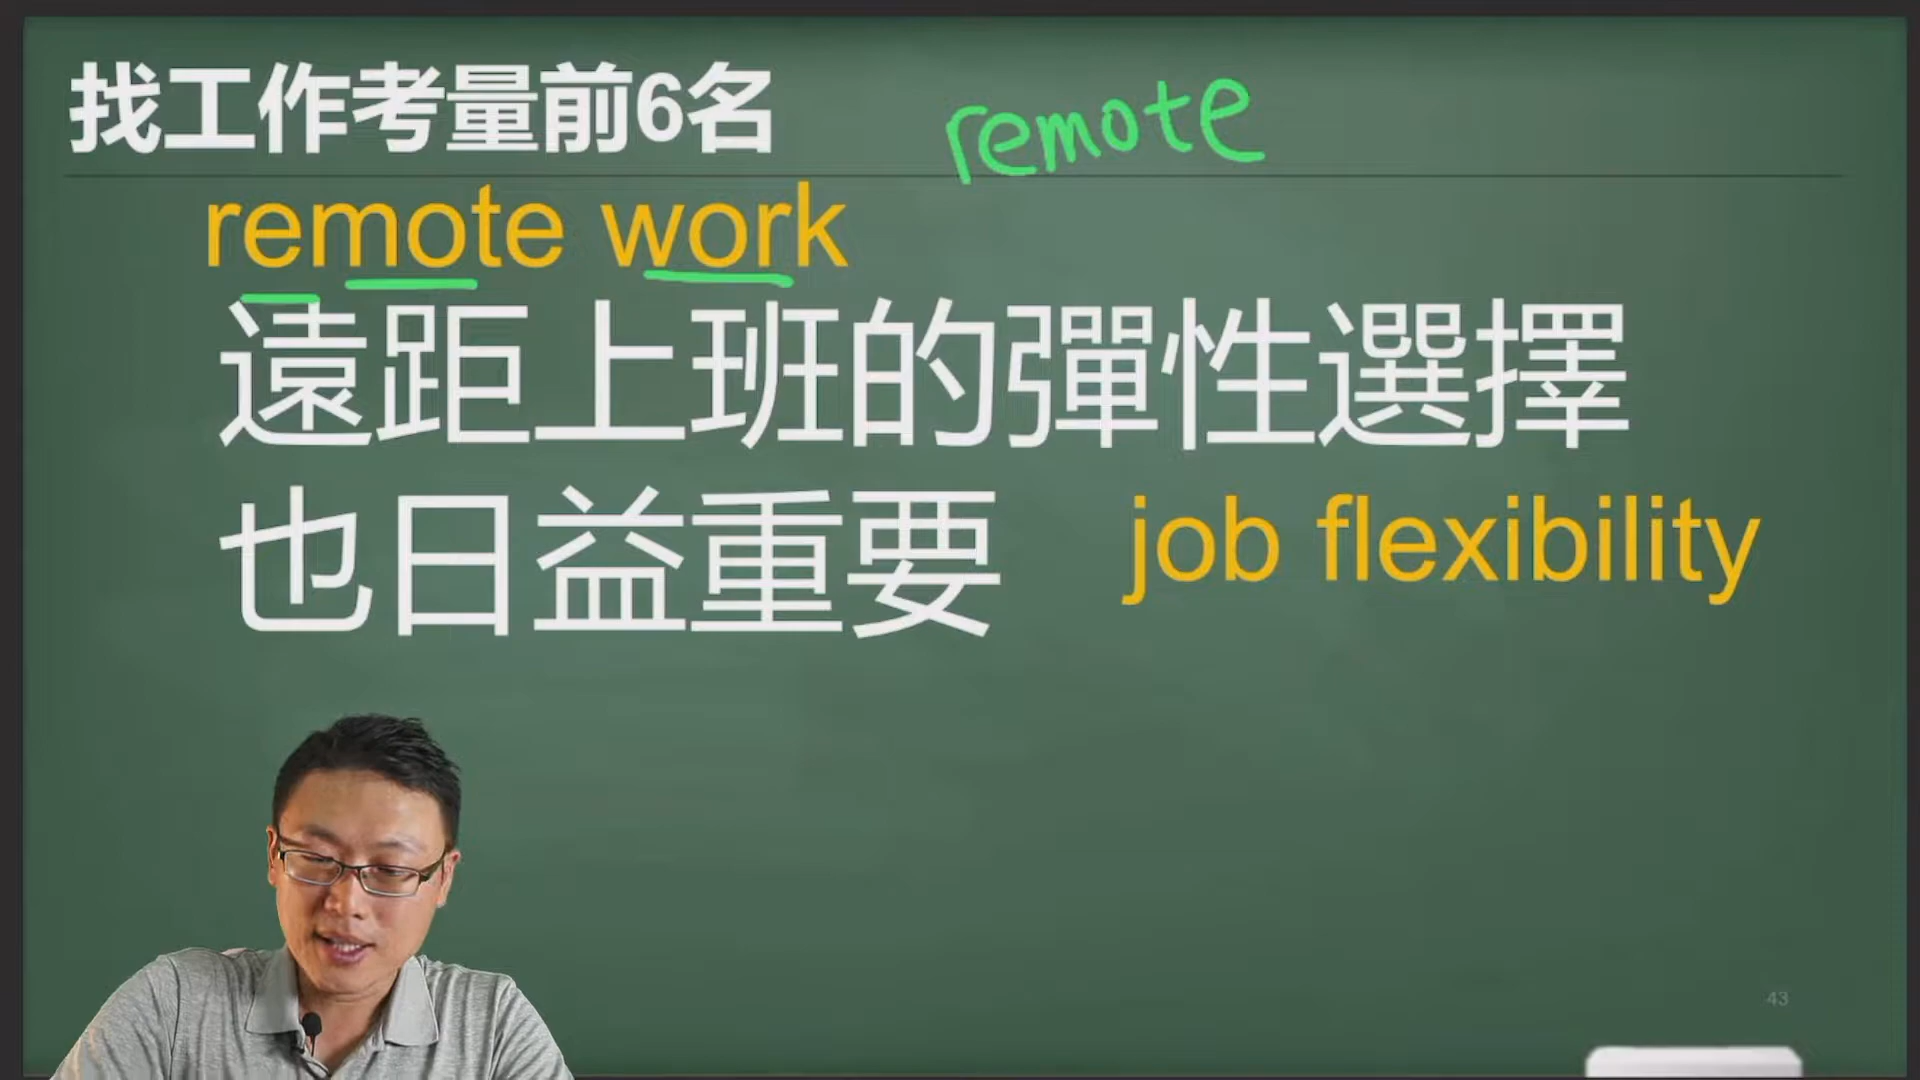 找工作考量前6名
remote
remote work
遠距上班的彈性選擇
也日益重要
job flexibility
43